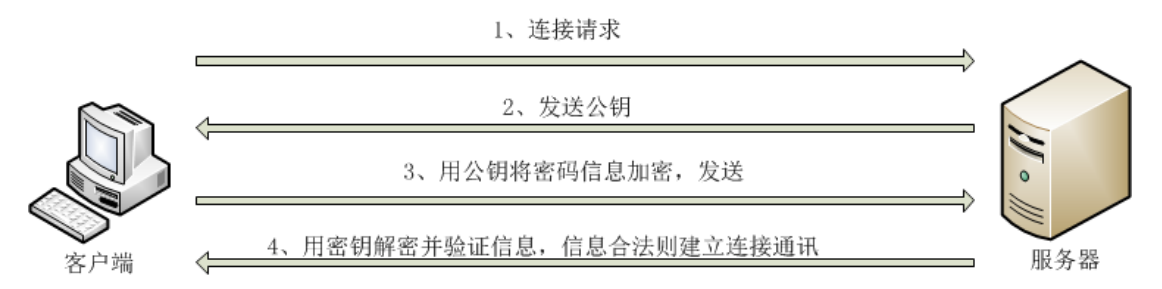 1、连接请求
2、发送公钥
3、用公钥将密码信息加密，发送
4、用密钥解密并验证信息，信息合法则建立连接通讯
客户端
服务器